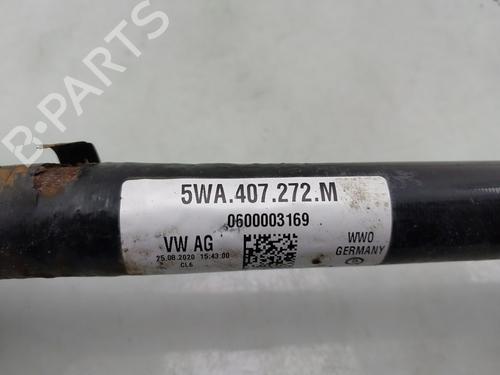 B-PARTS
5WA.407.272.M
0600003169
VW AG
25.08.2020 15:43:00
CL6
WWO
GERMANY